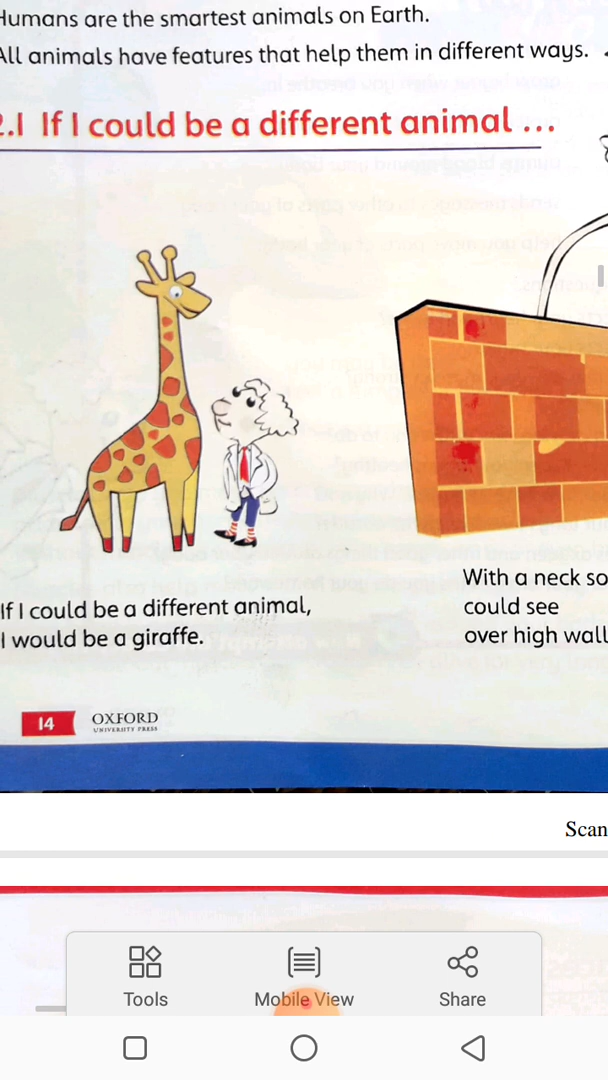 Humans are the smartest animals on Earth.
All animals have features that help them in different ways.
2.1 If I could be a different animal ...
If I could be a different animal,
I would be a giraffe.
With a neck so
could see
over high wall
14 OXFORD
UNIVERSITY PRESS
Scan
Tools Mobile View Share